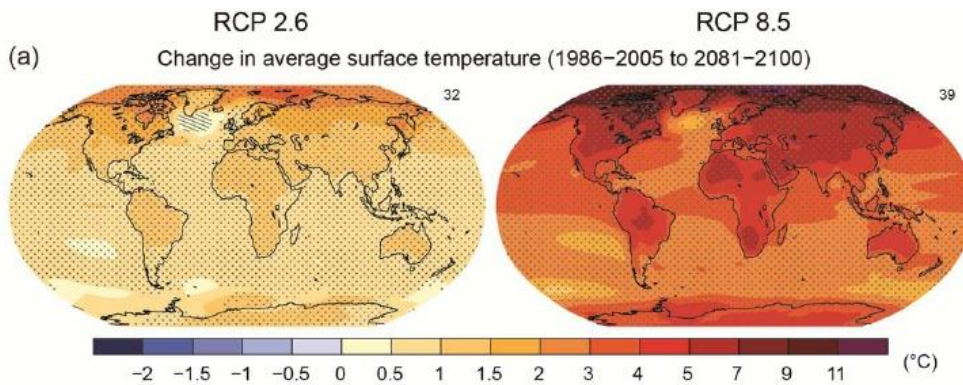 RCP 2.6 RCP 8.5
(a) Change in average surface temperature (1986−2005 to 2081−2100)
32 39
−2 −1.5 −1 −0.5 0 0.5 1 1.5 2 3 4 5 7 9 11 (°C)